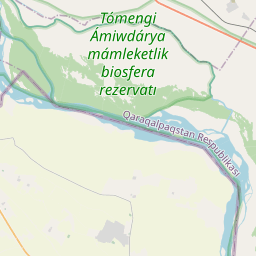 Tómengi
Ámiwdárya
mámleketlik
biosfera
rezervatı
Qaraqalpaqstan Respublikası